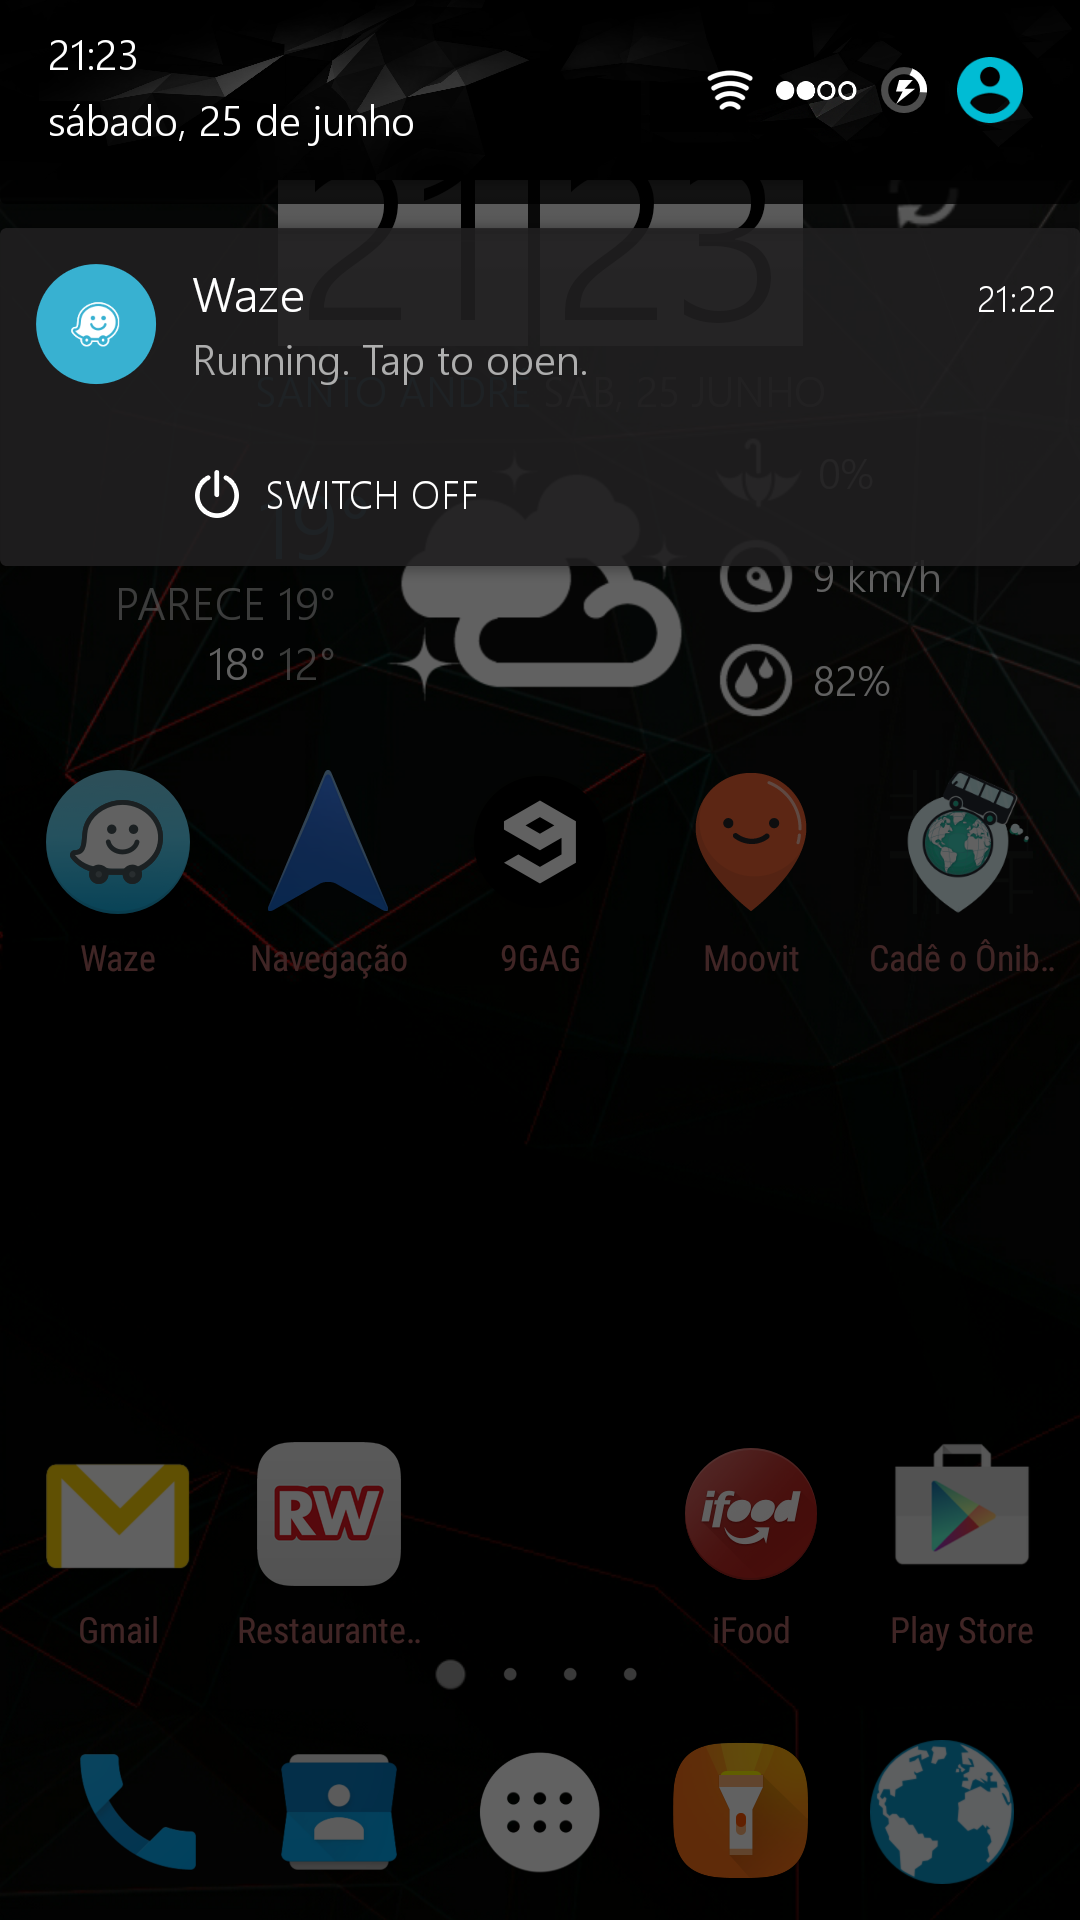 21:23
sábado, 25 de junho
21 23
Waze
21:22
Running. Tap to open.
SANTO ANDRÉ SÁB, 25 JUNHO
0%
SWITCH OFF
19°
9 km/h
PARECE 19°
18° 12°
82%
Waze
Navegação
9GAG
Moovit
Cadê o Ônib..
RW
ifood
Gmail
Restaurante..
iFood
Play Store